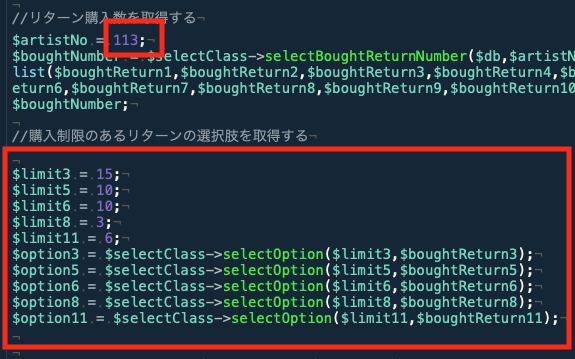 //リターン購入数を取得する
$artistNo = 113;
$boughtNumber = $selectClass->selectBoughtReturnNumber($db,$artistN
list($boughtReturn1,$boughtReturn2,$boughtReturn3,$boughtReturn4,$b
eturn6,$boughtReturn7,$boughtReturn8,$boughtReturn9,$boughtReturn10
$boughtNumber;
//購入制限のあるリターンの選択肢を取得する
$limit3 = 15;
$limit5 = 10;
$limit6 = 10;
$limit8 = 3;
$limit11 = 6;
$option3 = $selectClass->selectOption($limit3,$boughtReturn3);
$option5 = $selectClass->selectOption($limit5,$boughtReturn5);
$option6 = $selectClass->selectOption($limit6,$boughtReturn6);
$option8 = $selectClass->selectOption($limit8,$boughtReturn8);
$option11 = $selectClass->selectOption($limit11,$boughtReturn11);